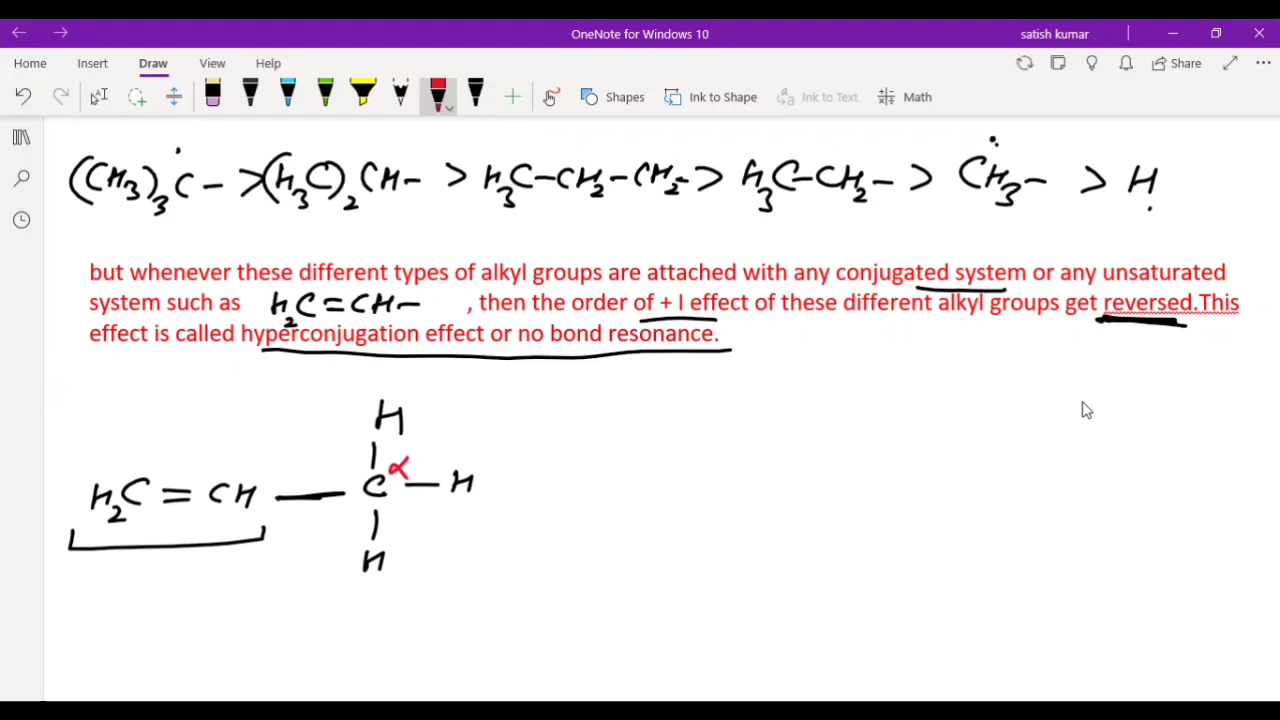 OneNote for Windows 10
satish kumar
Home Insert Draw View Help
Share
Shapes
Ink to Shape
Ink to Text
Math
(CH3)3C– >(H3C)2CH– > H3C–CH2–CH2– > H3C–CH2– > CH3– > H
but whenever these different types of alkyl groups are attached with any conjugated system or any unsaturated
system such as H2C=CH– , then the order of + I effect of these different alkyl groups get reversed.This
effect is called hyperconjugation effect or no bond resonance.
H
α
H2C=CH–C–H
H